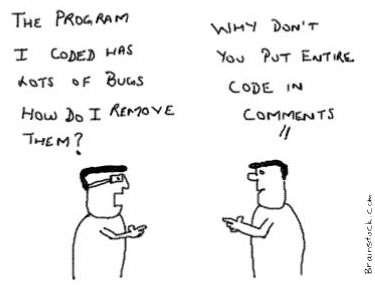 THE PROGRAM
I CODED HAS
LOTS OF BUGS
HOW DO I REMOVE
THEM?
WHY DON'T
YOU PUT ENTIRE
CODE IN
COMMENTS
!!
Brainstuck.com